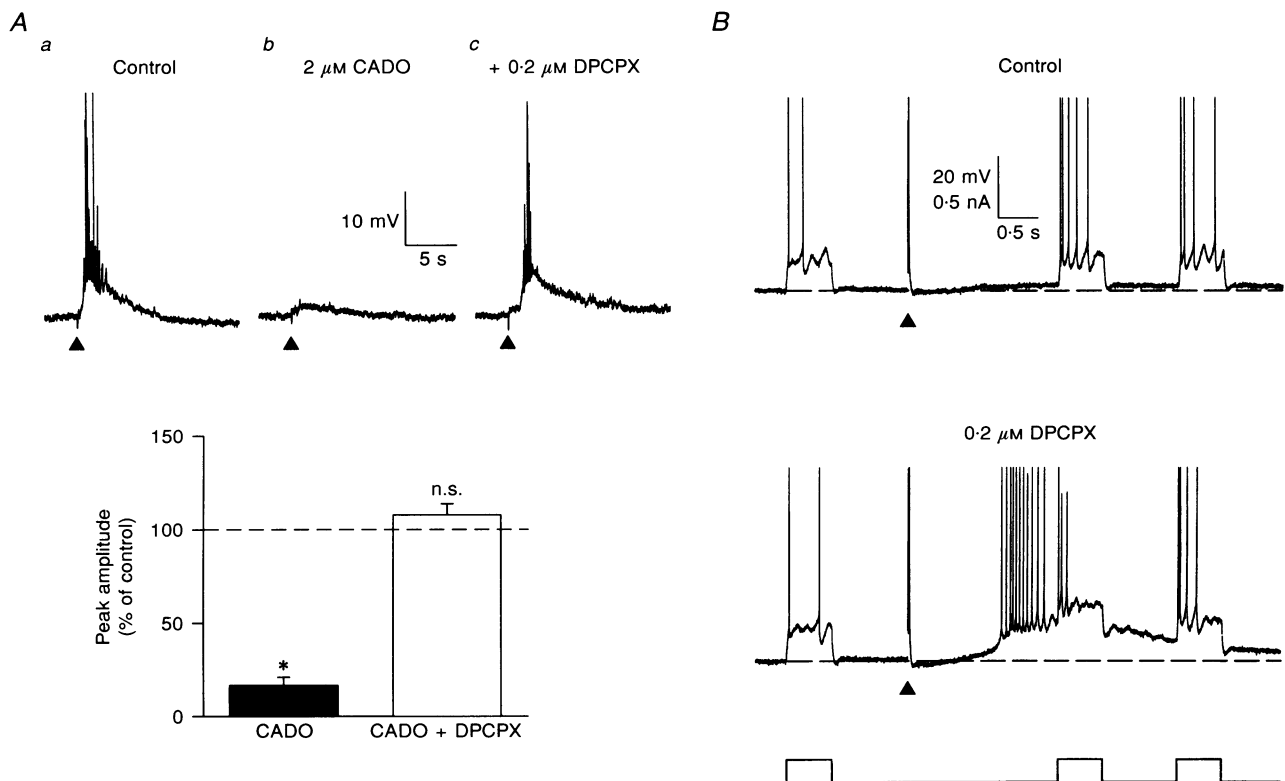 A
a
Control
b
2 μM CADO
c
+ 0·2 μM DPCPX
10 mV
5 s
150
100
50
0
Peak amplitude
(% of control)
*
n.s.
CADO
CADO + DPCPX
B
Control
20 mV
0·5 nA
0·5 s
0·2 μM DPCPX